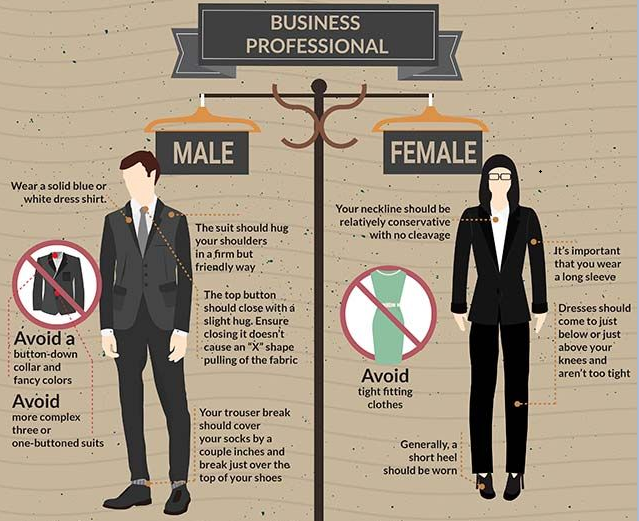 BUSINESS
PROFESSIONAL
MALE
Wear a solid blue or
white dress shirt.
The suit should hug
your shoulders
in a firm but
friendly way
The top button
should close with a
slight hug. Ensure
closing it doesn't
cause an "X" shape
pulling of the fabric
Avoid a
button-down
collar and
fancy colors
Avoid
more complex
three or
one-buttoned suits
Your trouser break
should cover
your socks by a
couple inches and
break just over the
top of your shoes
FEMALE
Your neckline should be
relatively conservative
with no cleavage
It's important
that you wear
a long sleeve
Dresses should
come to just
below or just
above your
knees and
aren't too tight
Avoid
tight fitting
clothes
Generally, a
short heel
should be worn